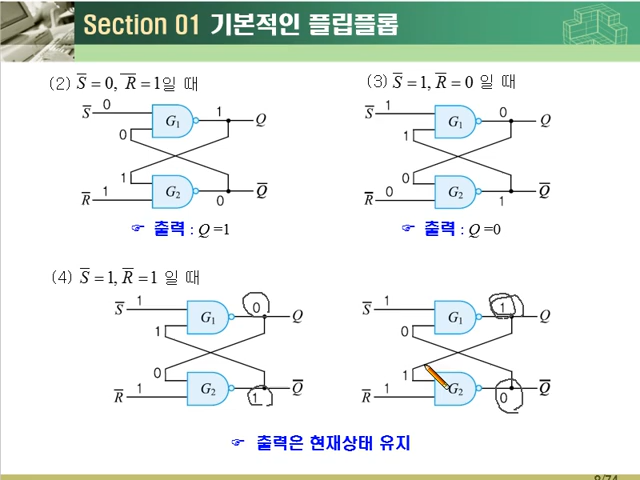 Section 01 기본적인 플립플롭
(2) S̅ = 0, R̅ = 1일 때
S̅ 0 G₁ 1 Q
0
1
R̅ 1 G₂ 0 Q̅
☞ 출력 : Q =1
(3) S̅ = 1, R̅ = 0 일 때
S̅ 1 G₁ 0 Q
1
0
R̅ 0 G₂ 1 Q̅
☞ 출력 : Q =0
(4) S̅ = 1, R̅ = 1 일 때
S̅ 1 G₁ 0 Q
1
0
R̅ 1 G₂ 1 Q̅
S̅ 1 G₁ 1 Q
0
1
R̅ 1 G₂ 0 Q̅
☞ 출력은 현재상태 유지
8/74